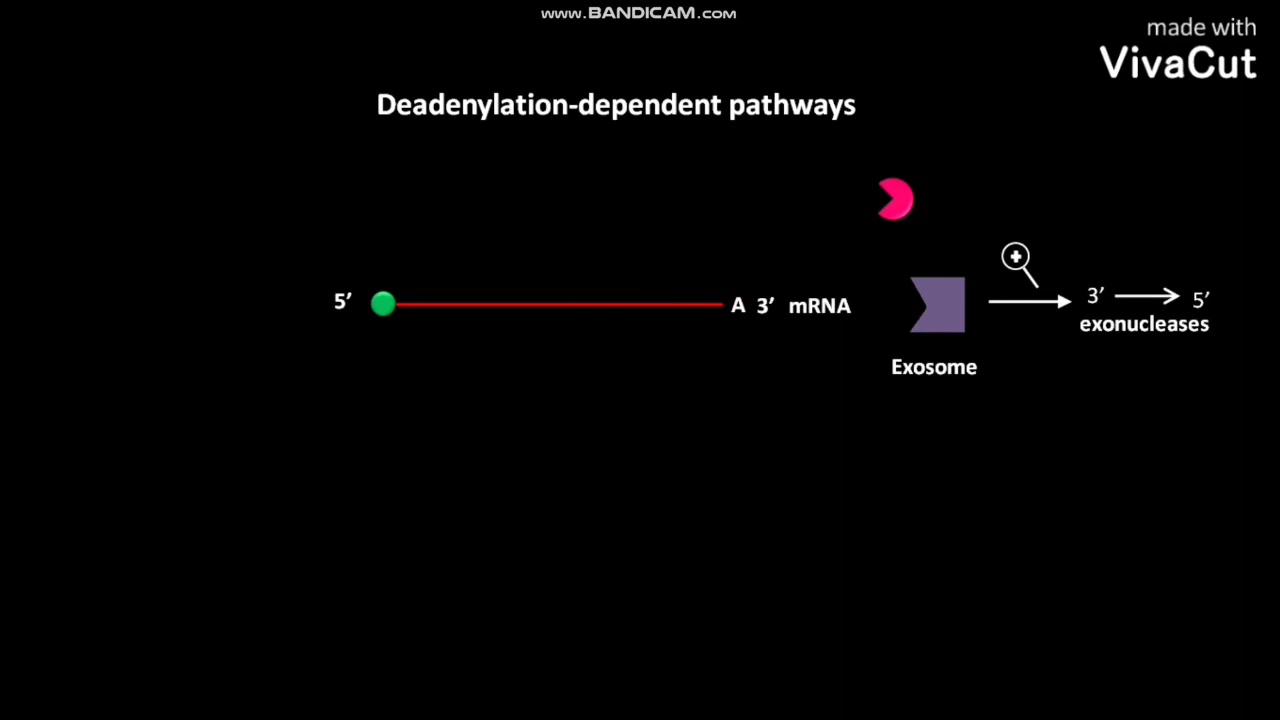 www.BANDICAM.com
made with
VivaCut
Deadenylation-dependent pathways
5′ A 3′ mRNA
3′ 5′
exonucleases
Exosome